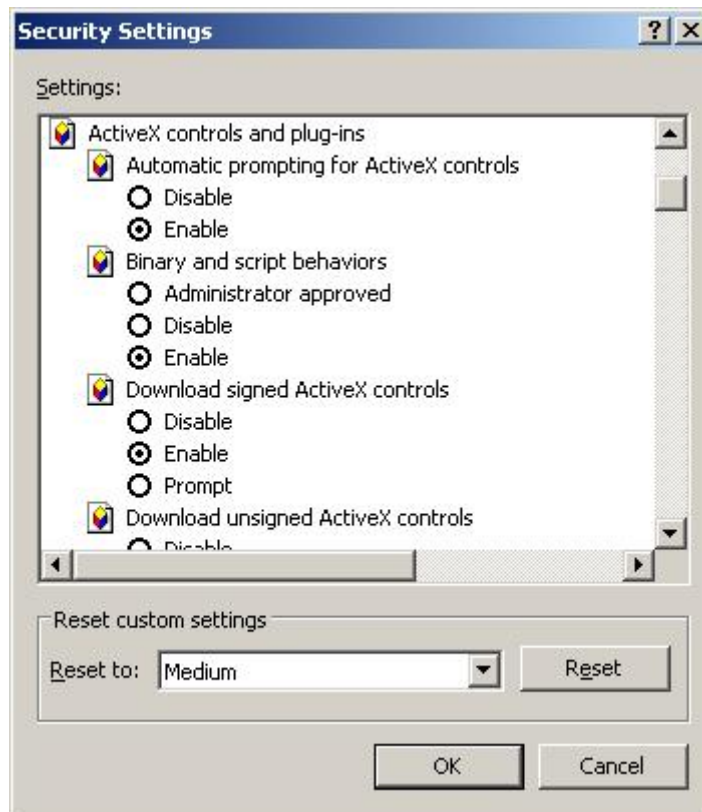 Security Settings
Settings:
ActiveX controls and plug-ins
Automatic prompting for ActiveX controls
Disable
Enable
Binary and script behaviors
Administrator approved
Disable
Enable
Download signed ActiveX controls
Disable
Enable
Prompt
Download unsigned ActiveX controls
Disable
Reset custom settings
Reset to: Medium Reset
OK Cancel